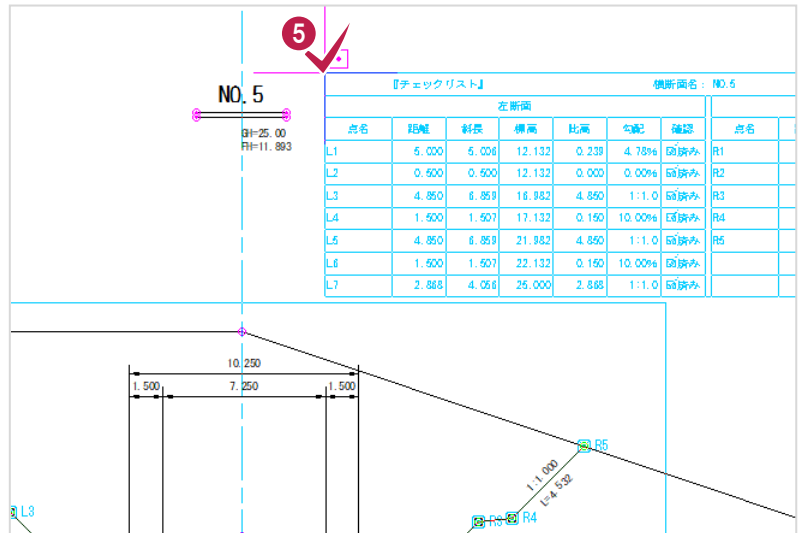 5
『チェックリスト』 横断面名: NO.5
NO.5
左断面
GH=25.00
FH=11.893
点名 距離 斜長 標高 比高 勾配 確認 点名
L1 5.000 5.006 12.132 0.239 4.78% 確認済み R1
L2 0.500 0.500 12.132 0.000 0.00% 確認済み R2
L3 4.850 6.859 16.982 4.850 1:1.0 確認済み R3
L4 1.500 1.507 17.132 0.150 10.00% 確認済み R4
L5 4.850 6.859 21.982 4.850 1:1.0 確認済み R5
L6 1.500 1.507 22.132 0.150 10.00% 確認済み
L7 2.868 4.056 25.000 2.868 1:1.0 確認済み
10.250
1.500 7.250 1.500
R5
1:1.000
L=4.532
L3
R3 R4